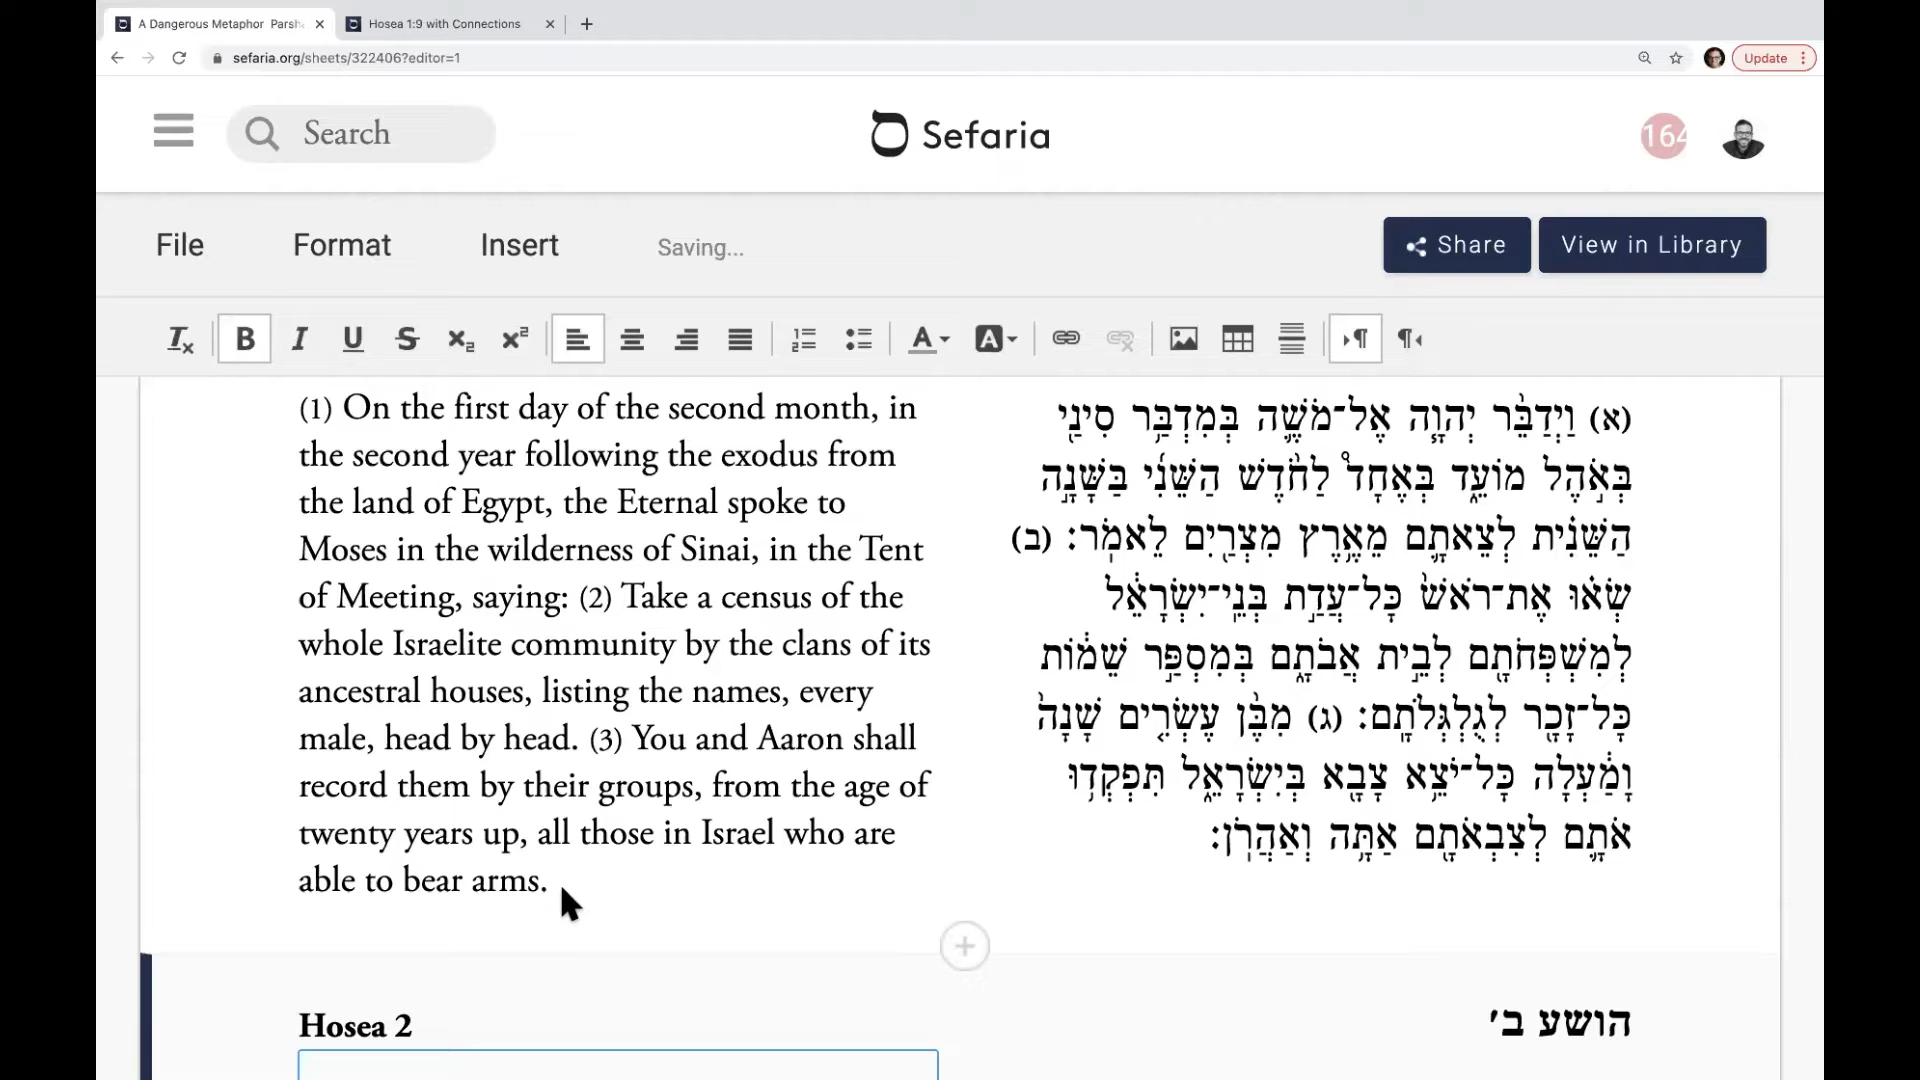 A Dangerous Metaphor Parsh
Hosea 1:9 with Connections
sefaria.org/sheets/322406?editor=1
Update
Search
Sefaria
164
File
Format
Insert
Saving...
Share
View in Library
(1) On the first day of the second month, in
the second year following the exodus from
the land of Egypt, the Eternal spoke to
Moses in the wilderness of Sinai, in the Tent
of Meeting, saying: (2) Take a census of the
whole Israelite community by the clans of its
ancestral houses, listing the names, every
male, head by head. (3) You and Aaron shall
record them by their groups, from the age of
twenty years up, all those in Israel who are
able to bear arms.
(א) וַיְדַבֵּ֨ר יְהוָ֧ה אֶל־מֹשֶׁ֛ה בְּמִדְבַּ֥ר סִינַ֖י
בְּאֹ֣הֶל מוֹעֵ֑ד בְּאֶחָד֩ לַחֹ֨דֶשׁ הַשֵּׁנִ֜י בַּשָּׁנָ֣ה
הַשֵּׁנִ֗ית לְצֵאתָ֛ם מֵאֶ֥רֶץ מִצְרַ֖יִם לֵאמֹֽר׃ (ב)
שְׂא֗וּ אֶת־רֹאשׁ֙ כָּל־עֲדַ֣ת בְּנֵֽי־יִשְׂרָאֵ֔ל
לְמִשְׁפְּחֹתָ֖ם לְבֵ֣ית אֲבֹתָ֑ם בְּמִסְפַּ֣ר שֵׁמ֔וֹת
כָּל־זָכָ֖ר לְגֻלְגְּלֹתָֽם׃ (ג) מִבֶּ֨ן עֶשְׂרִ֤ים שָׁנָה֙
וָמַ֔עְלָה כָּל־יֹצֵ֥א צָבָ֖א בְּיִשְׂרָאֵ֑ל תִּפְקְד֥וּ
אֹתָ֛ם לְצִבְאֹתָ֖ם אַתָּ֥ה וְאַהֲרֹֽן׃
Hosea 2
הושע ב׳